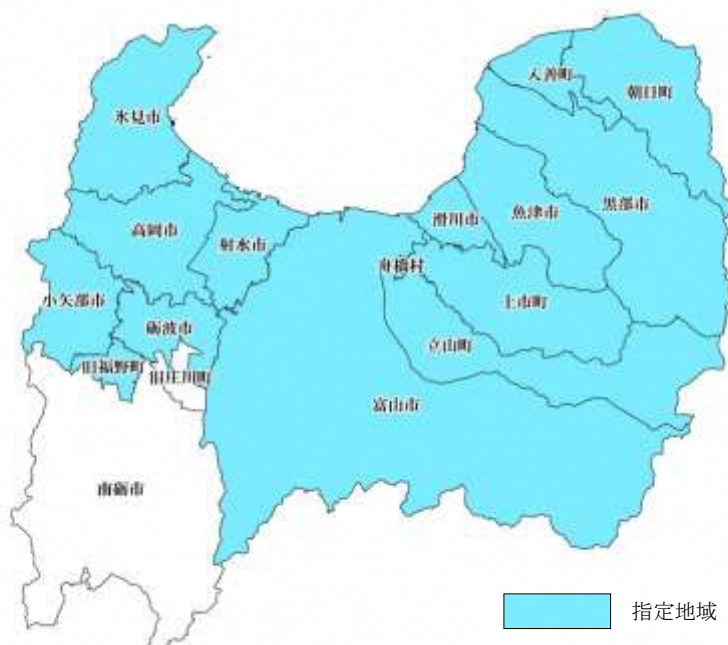 入善町
朝日町
氷見市
黒部市
魚津市
滑川市
高岡市
射水市
舟橋村
小矢部市
上市町
砺波市
立山町
旧福野町
旧庄川町
富山市
南砺市
指定地域